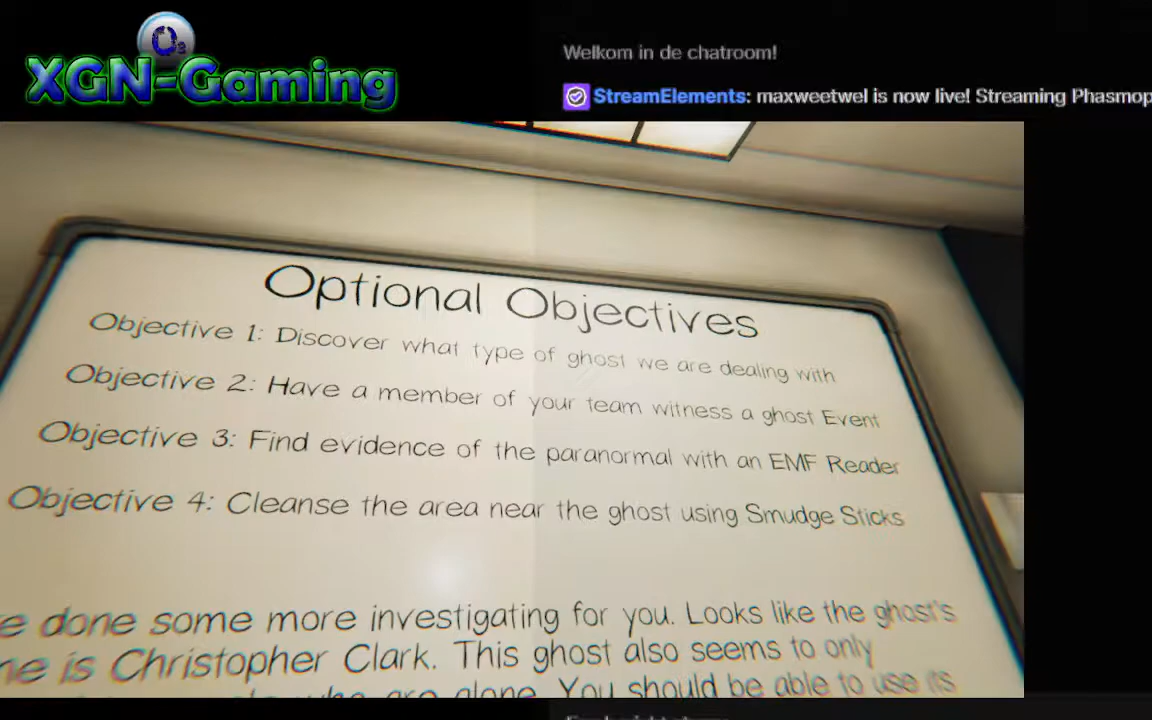 XGN-Gaming
Welkom in de chatroom!
StreamElements: maxweetwel is now live! Streaming Phasmop
Optional Objectives
Objective 1: Discover what type of ghost we are dealing with
Objective 2: Have a member of your team witness a ghost Event
Objective 3: Find evidence of the paranormal with an EMF Reader
Objective 4: Cleanse the area near the ghost using Smudge Sticks
e done some more investigating for you. Looks like the ghost's
me is Christopher Clark. This ghost also seems to only
who are alone. You should be able to use its